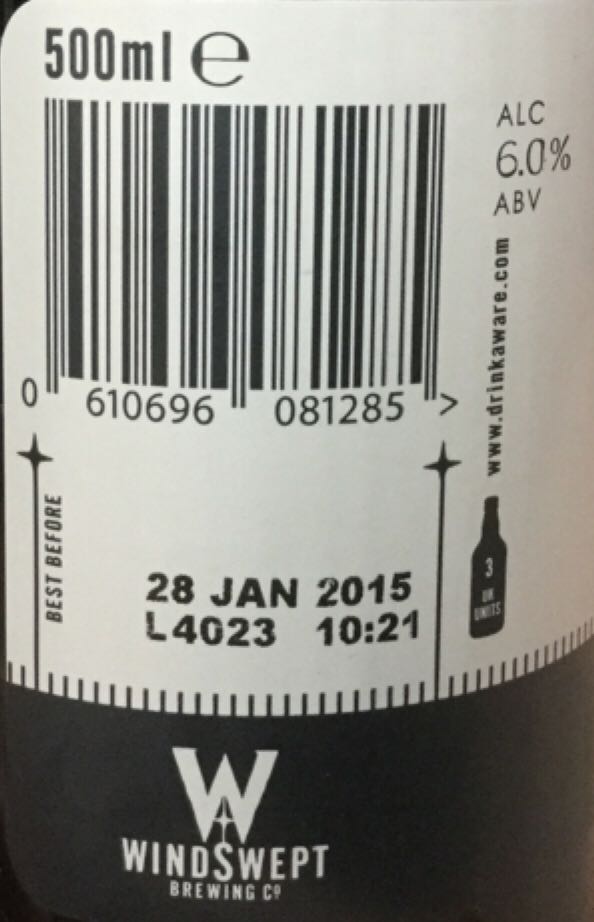 500ml ℮
ALC
6.0%
ABV
www.drinkaware.com
0 610696 081285 >
BEST BEFORE
28 JAN 2015
L4023 10:21
3
UK
UNITS
W
WINDSWEPT
BREWING Cº